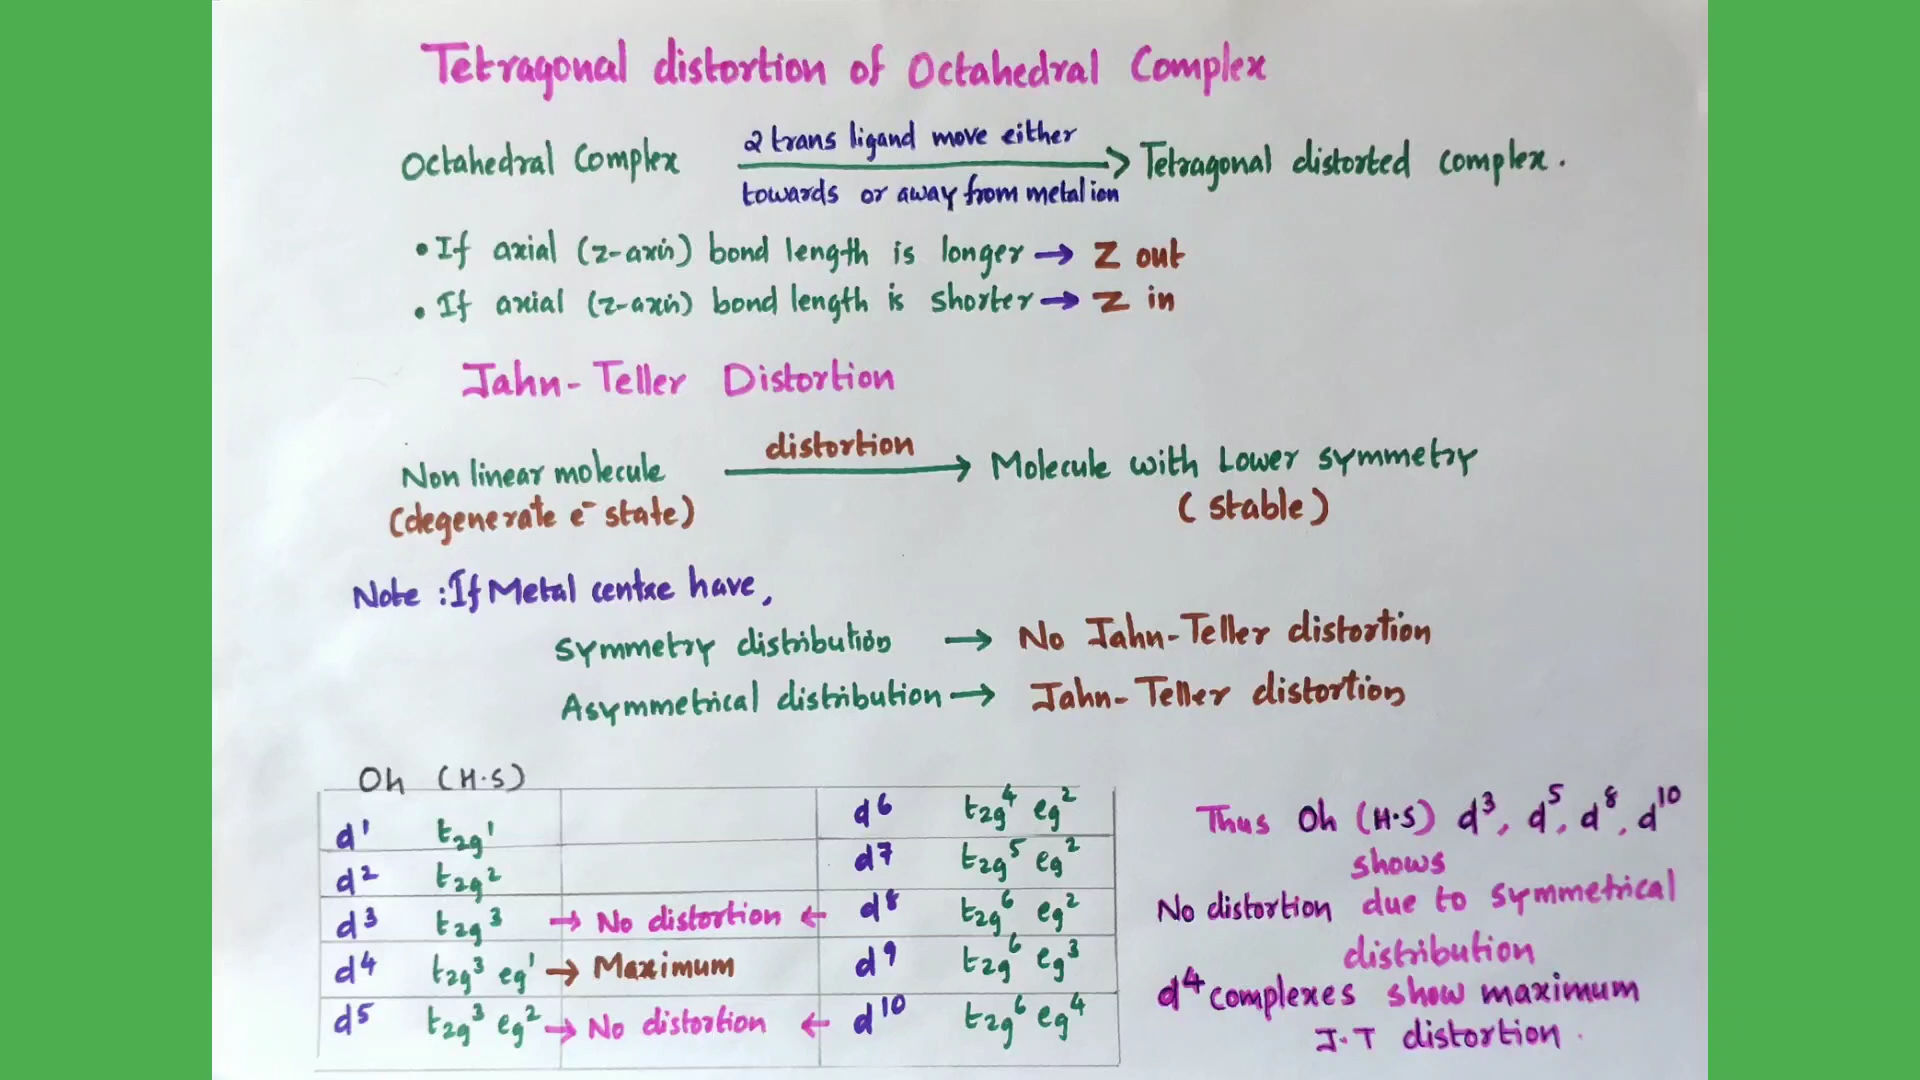 Tetragonal distortion of Octahedral Complex
2 trans ligand move either
Octahedral Complex → Tetragonal distorted complex.
towards or away from metal ion
• If axial (z-axis) bond length is longer → Z out
• If axial (z-axis) bond length is shorter → Z in
Jahn-Teller Distortion
distortion
Non linear molecule → Molecule with Lower symmetry
(degenerate e⁻ state) (stable)
Note : If Metal centre have,
Symmetry distribution → No Jahn-Teller distortion
Asymmetrical distribution → Jahn-Teller distortion
Oh (H.S)
d¹ t₂g¹
d² t₂g²
d³ t₂g³ → No distortion ←
d⁴ t₂g³ eg¹ → Maximum
d⁵ t₂g³ eg² → No distortion ←
d⁶ t₂g⁴ eg²
d⁷ t₂g⁵ eg²
d⁸ t₂g⁶ eg²
d⁹ t₂g⁶ eg³
d¹⁰ t₂g⁶ eg⁴
Thus Oh (H.S) d³, d⁵, d⁸, d¹⁰
shows
No distortion due to symmetrical
distribution
d⁴ complexes show maximum
J.T distortion.